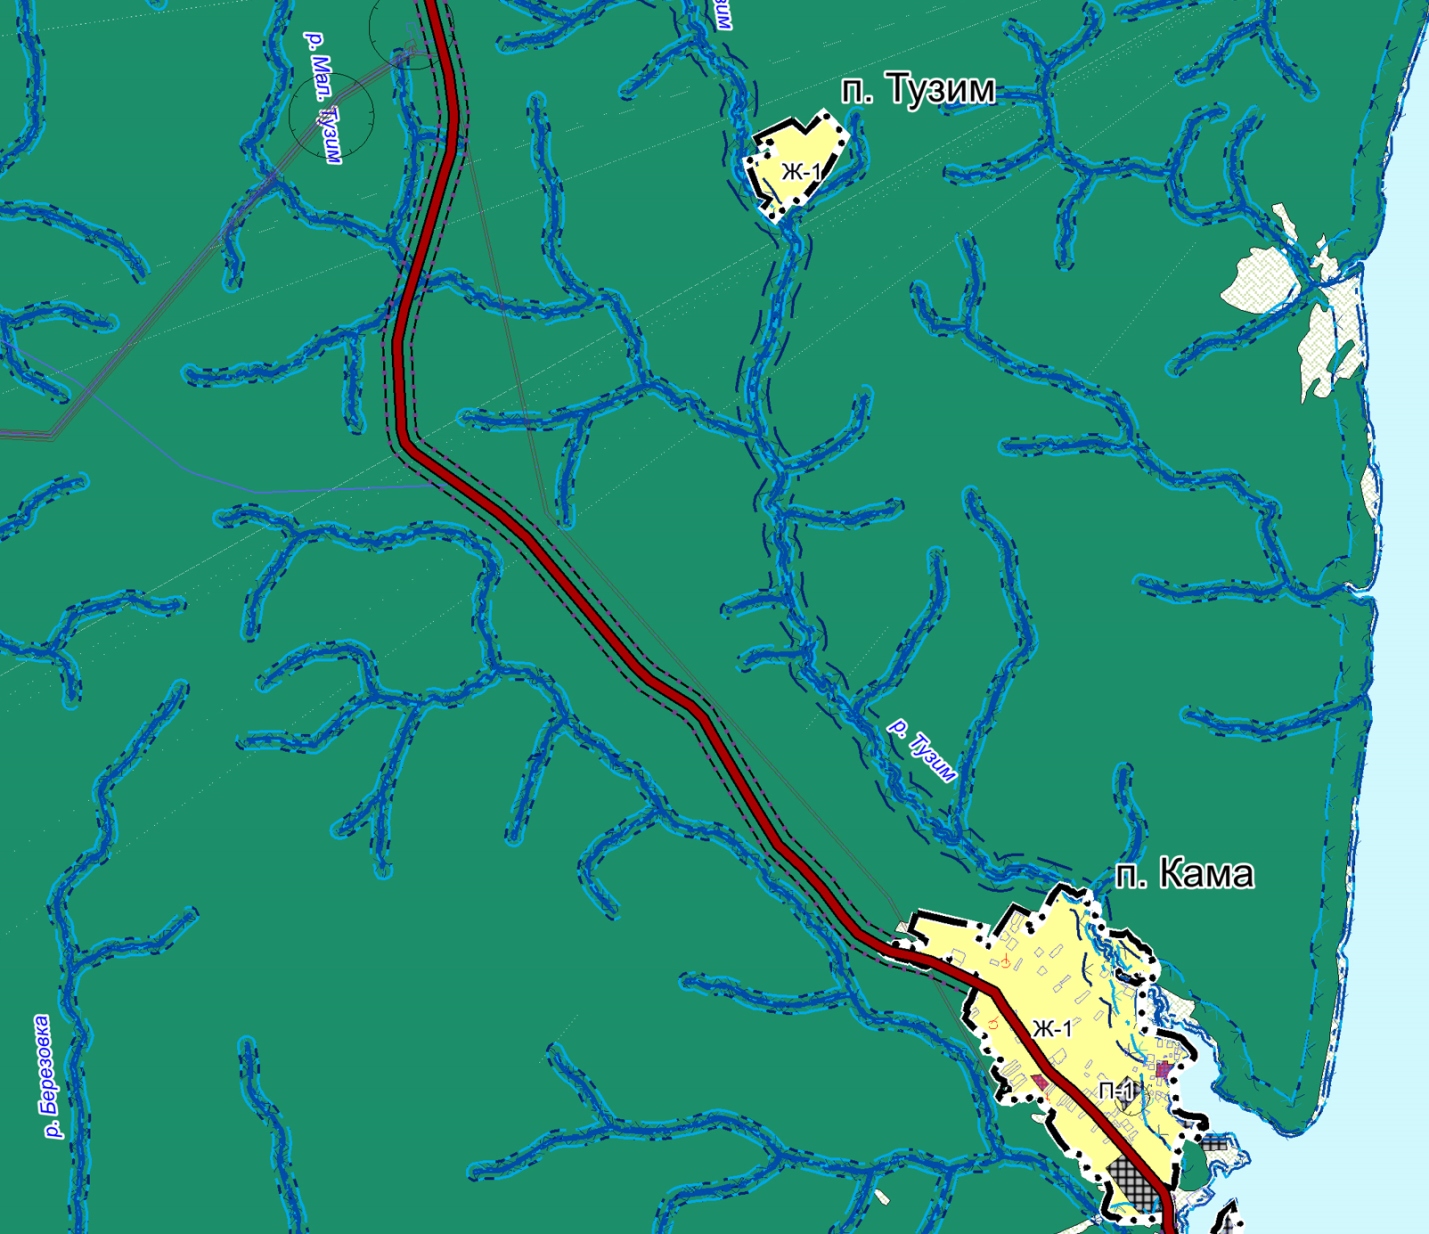 зим
р. Мал. Тузим
п. Тузим
Ж-1
р. Тузим
п. Кама
р. Березовка
Ж-1
П-1